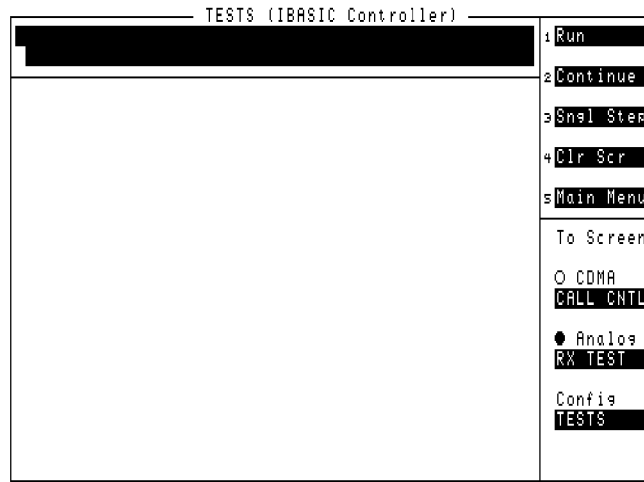 TESTS (IBASIC Controller)
1 Run
2 Continue
3 Sngl Step
4 Clr Scr
5 Main Menu
To Screen
CDMA
CALL CNTL
Analog
RX TEST
Config
TESTS